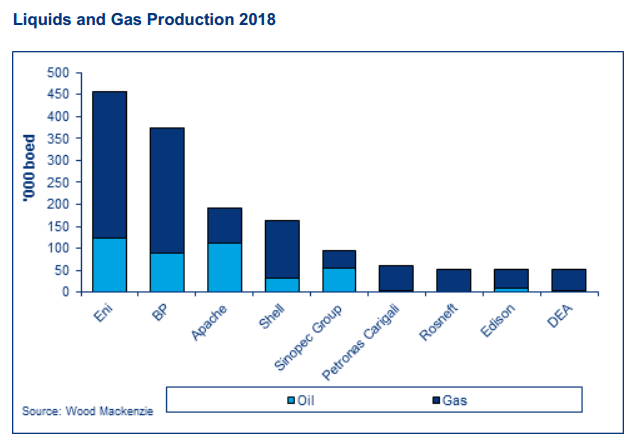 Liquids and Gas Production 2018
'000 boed
500
450
400
350
300
250
200
150
100
50
0
Eni
BP
Apache
Shell
Sinopec Group
Petronas Carigali
Rosneft
Edison
DEA
Oil
Gas
Source: Wood Mackenzie